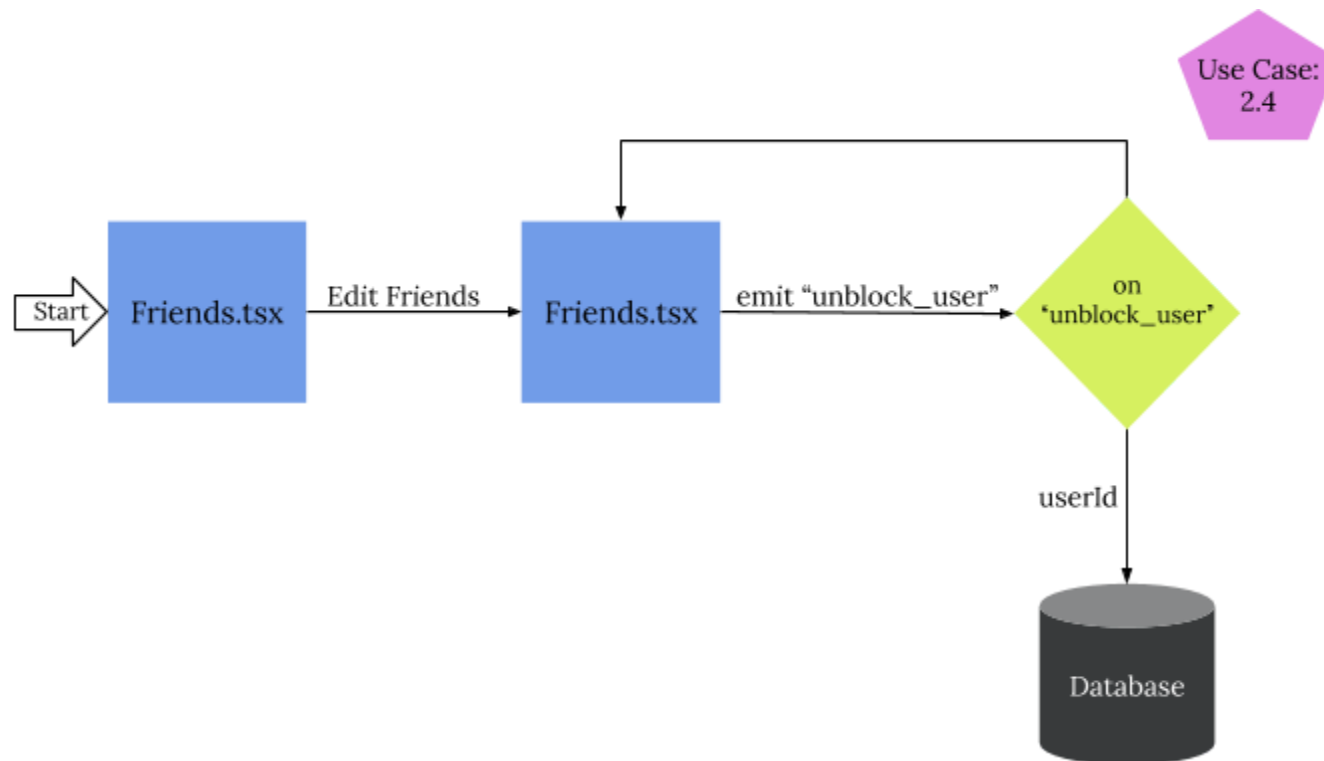 Use Case:
2.4
Start
Friends.tsx
Edit Friends
Friends.tsx
emit “unblock_user”
on
“unblock_user”
userId
Database